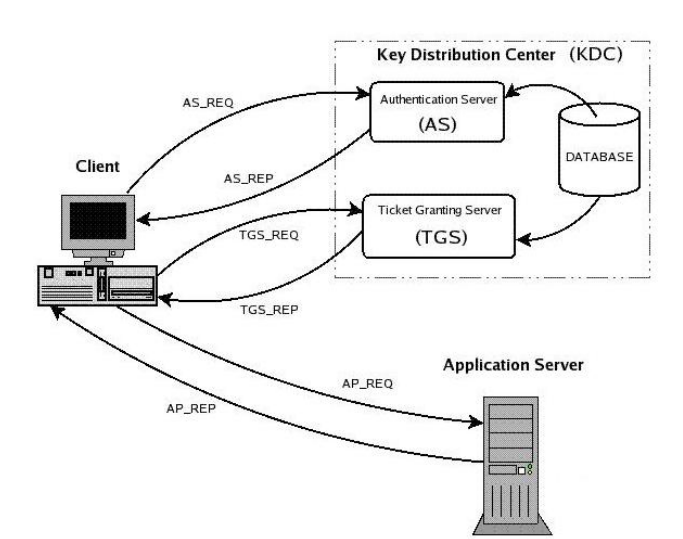 Key Distribution Center (KDC)
Authentication Server
(AS)
AS_REQ
DATABASE
Client
AS_REP
Ticket Granting Server
(TGS)
TGS_REQ
TGS_REP
Application Server
AP_REQ
AP_REP